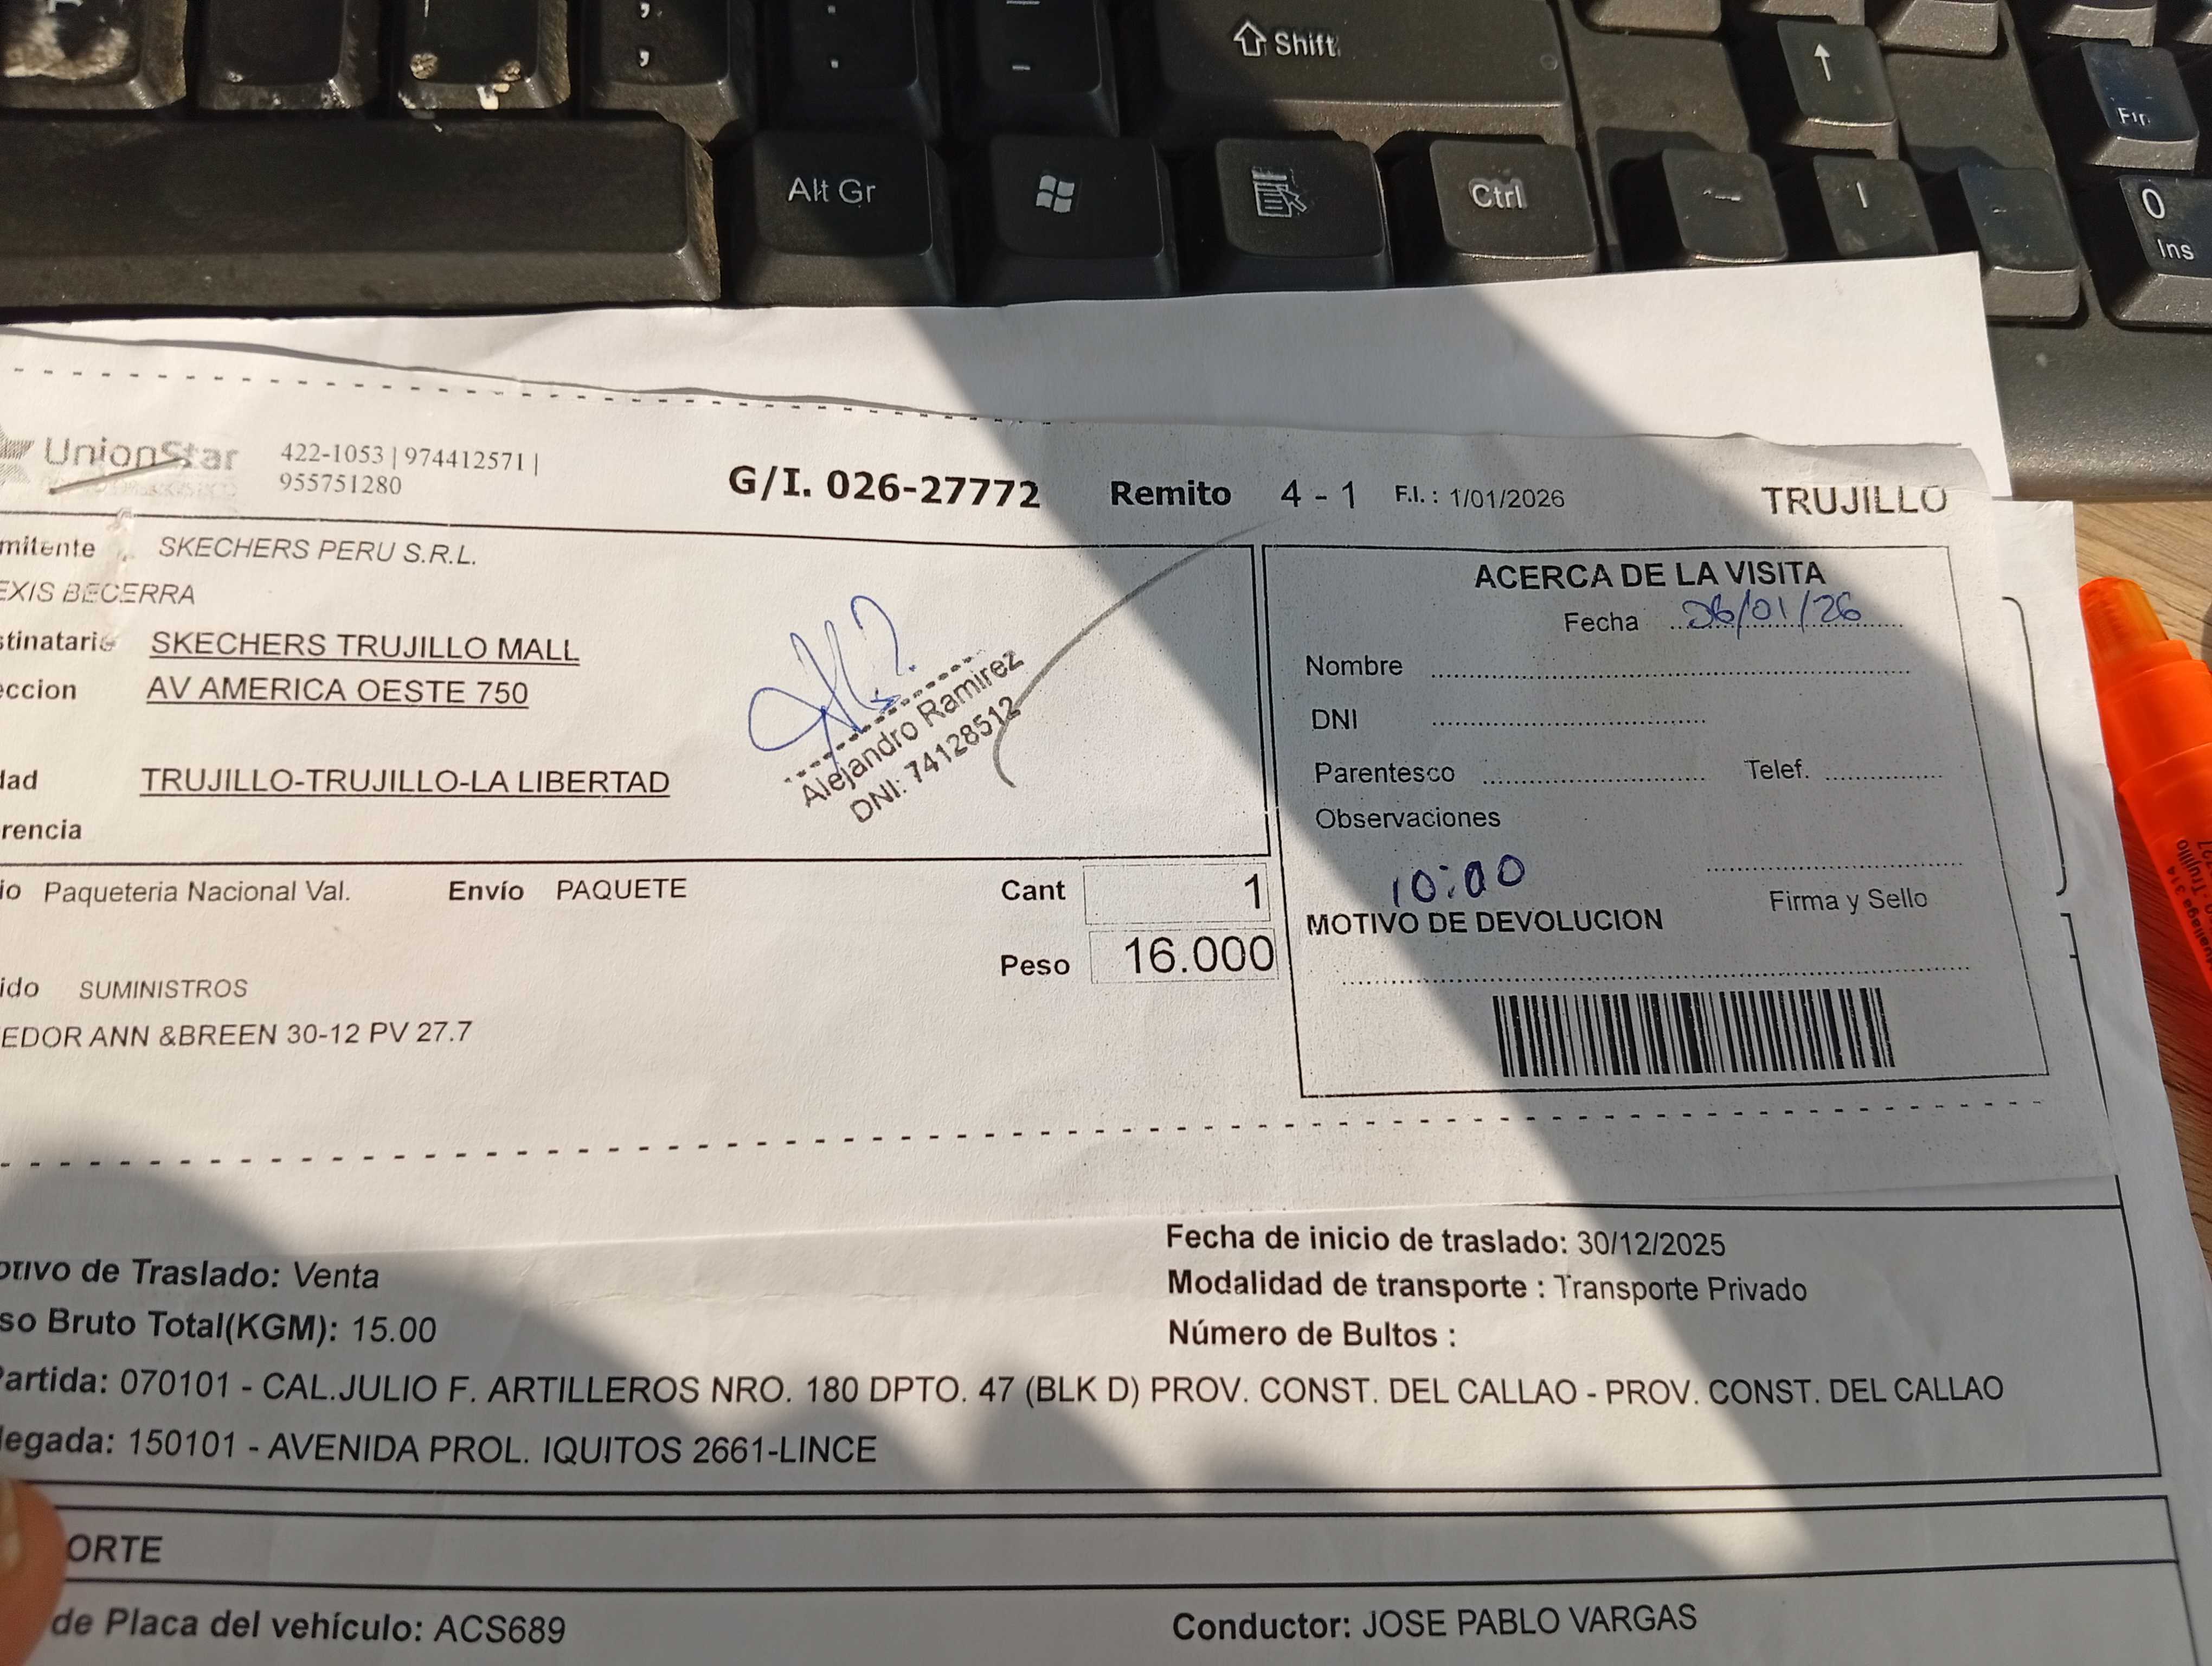 Shift
Fin
Alt Gr
Ctrl
0
Ins
UnionStar
422-1053 | 974412571 |
955751280
G/I. 026-27772 Remito 4 - 1 F.I. : 1/01/2026 TRUJILLO
mitente SKECHERS PERU S.R.L.
EXIS BECERRA
stinatario SKECHERS TRUJILLO MALL
eccion AV AMERICA OESTE 750
dad TRUJILLO-TRUJILLO-LA LIBERTAD
rencia
Alejandro Ramirez
DNI: 74128512
ACERCA DE LA VISITA
Fecha 26/01/26
Nombre
DNI
Parentesco Telef.
Observaciones
10:00
Firma y Sello
MOTIVO DE DEVOLUCION
io Paqueteria Nacional Val. Envío PAQUETE Cant 1
Peso 16.000
ido SUMINISTROS
EEDOR ANN &BREEN 30-12 PV 27.7
Fecha de inicio de traslado: 30/12/2025
otivo de Traslado: Venta
Modalidad de transporte : Transporte Privado
so Bruto Total(KGM): 15.00
Número de Bultos :
Partida: 070101 - CAL.JULIO F. ARTILLEROS NRO. 180 DPTO. 47 (BLK D) PROV. CONST. DEL CALLAO - PROV. CONST. DEL CALLAO
legada: 150101 - AVENIDA PROL. IQUITOS 2661-LINCE
ORTE
de Placa del vehículo: ACS689
Conductor: JOSE PABLO VARGAS